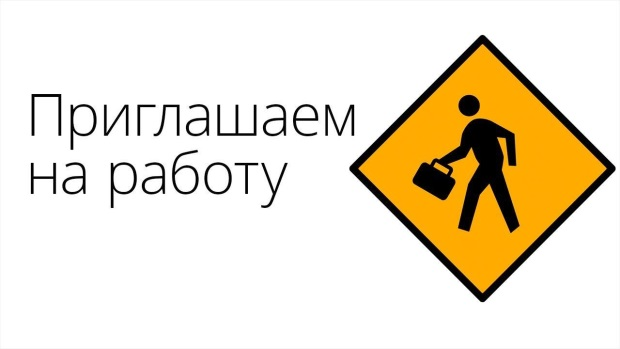 Приглашаем
на работу